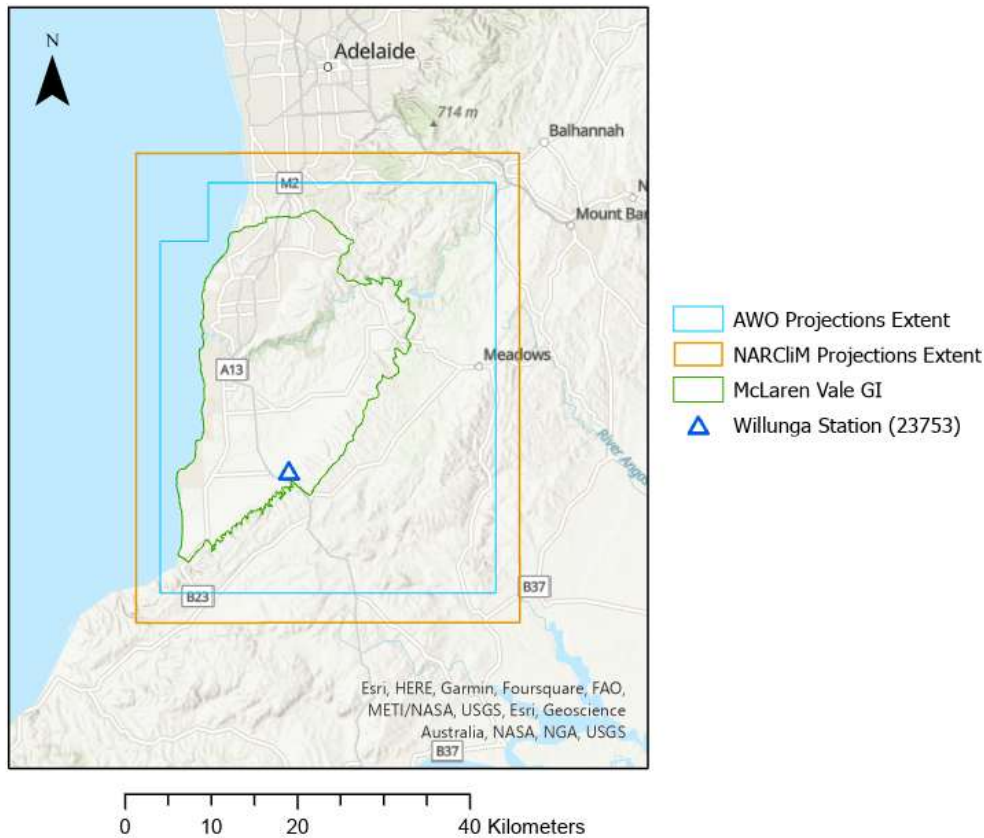 N
Adelaide
714 m
Balhannah
M2
Mount Bar
Meadows
A13
River Angas
B23
B37
Esri, HERE, Garmin, Foursquare, FAO,
METI/NASA, USGS, Esri, Geoscience
Australia, NASA, NGA, USGS
B37
AWO Projections Extent
NARCliM Projections Extent
McLaren Vale GI
Willunga Station (23753)
0 10 20 40 Kilometers